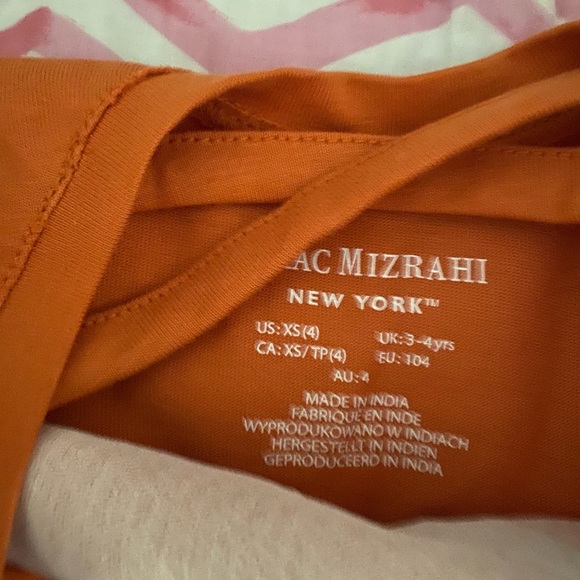 AC MIZRAHI
NEW YORK™
US: XS(4) UK: 3-4yrs
CA: XS/TP(4) EU: 104
AU: 4
MADE IN INDIA
FABRIQUE EN INDE
WYPRODUKOWANO W INDIACH
HERGESTELLT IN INDIEN
GEPRODUCEERD IN INDIA